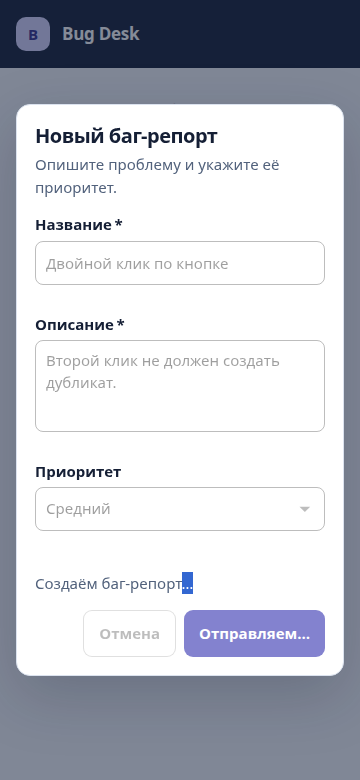 B Bug Desk
Новый баг-репорт
Опишите проблему и укажите её
приоритет.
Название *
Двойной клик по кнопке
Описание *
Второй клик не должен создать
дубликат.
Приоритет
Средний
Создаём баг-репорт...
Отмена Отправляем...